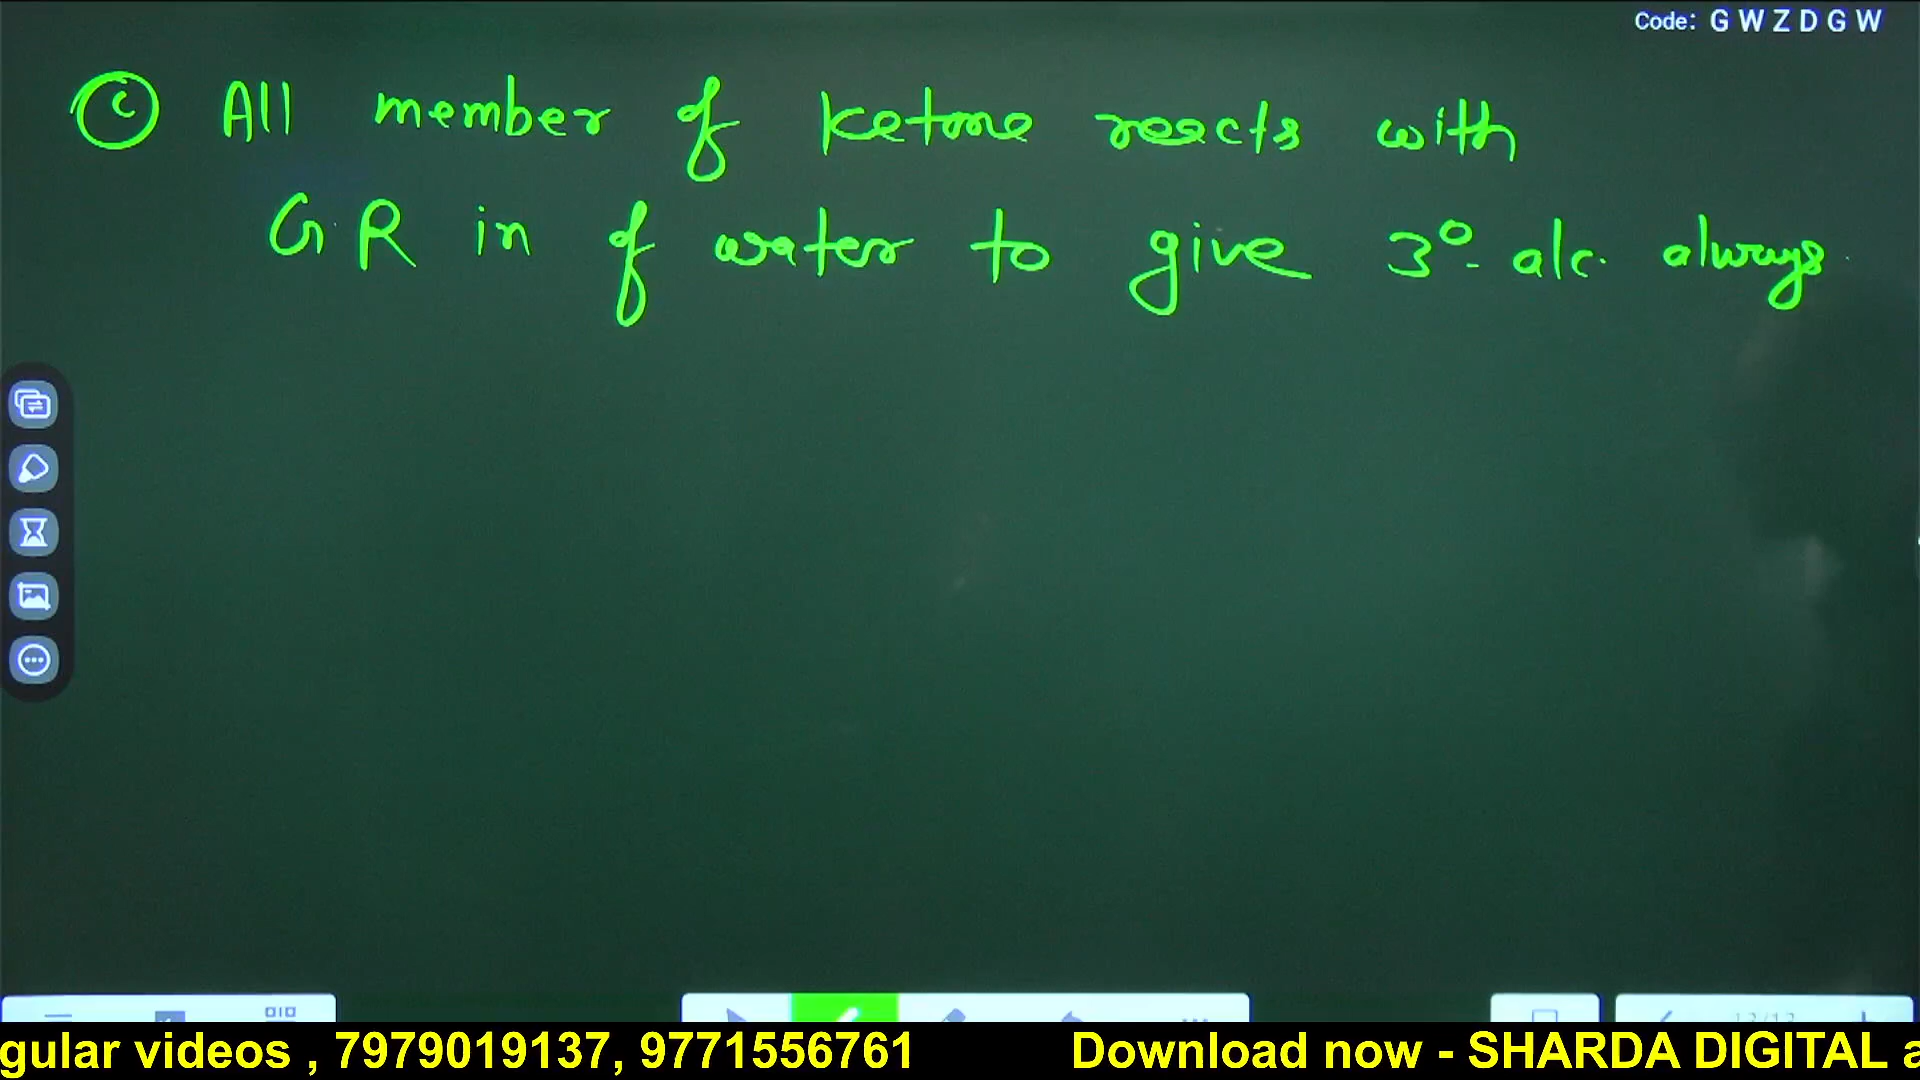 Code: G W Z D G W
(c) All member of ketone reacts with
G.R in of water to give 3°- alc. always
gular videos , 7979019137, 9771556761 Download now - SHARDA DIGITAL a